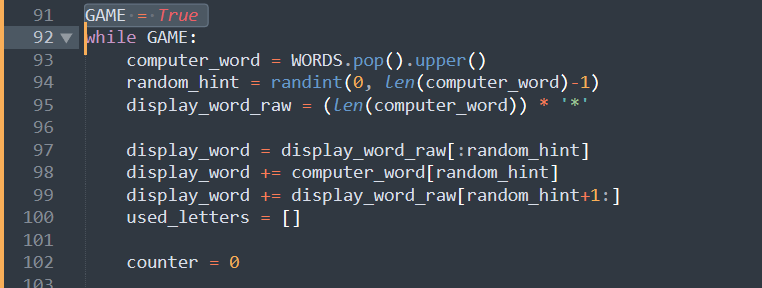 91 GAME = True
92 while GAME:
93 computer_word = WORDS.pop().upper()
94 random_hint = randint(0, len(computer_word)-1)
95 display_word_raw = (len(computer_word)) * '*'
96
97 display_word = display_word_raw[:random_hint]
98 display_word += computer_word[random_hint]
99 display_word += display_word_raw[random_hint+1:]
100 used_letters = []
101
102 counter = 0
103